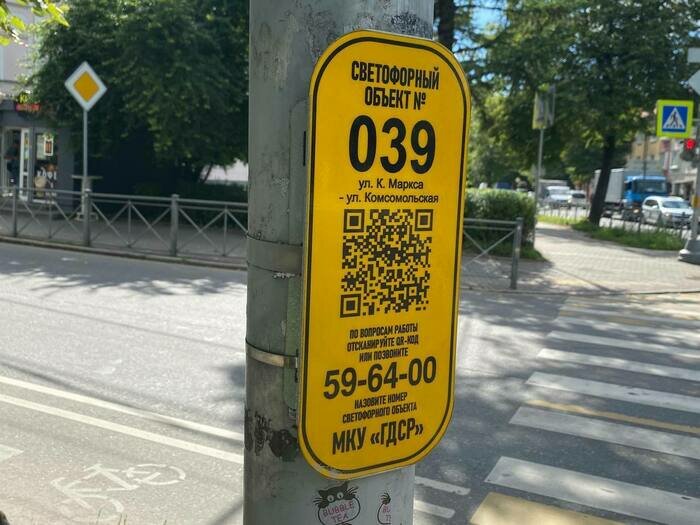 СВЕТОФОРНЫЙ
ОБЪЕКТ №
039
ул. К. Маркса
- ул. Комсомольская
ПО ВОПРОСАМ РАБОТЫ
ОТСКАНИРУЙТЕ QR-КОД
ИЛИ ПОЗВОНИТЕ
59-64-00
НАЗОВИТЕ НОМЕР
СВЕТОФОРНОГО ОБЪЕКТА
МКУ «ГДСР»
BUBBLE
TEA